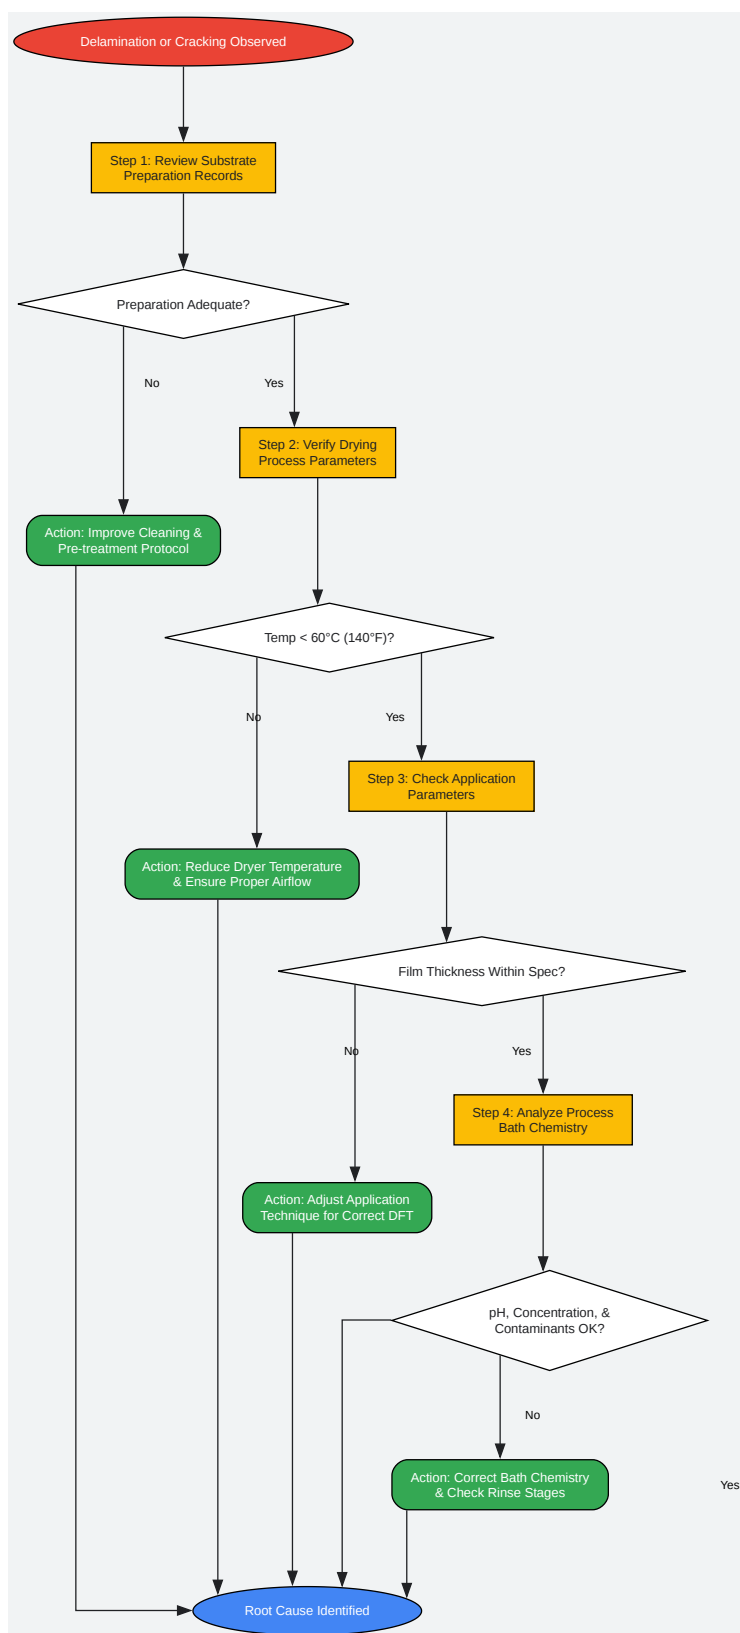 Delamination or Cracking Observed
Step 1: Review Substrate
Preparation Records
Preparation Adequate?
No
Yes
Step 2: Verify Drying
Process Parameters
Action: Improve Cleaning &
Pre-treatment Protocol
Temp < 60°C (140°F)?
No
Yes
Step 3: Check Application
Parameters
Action: Reduce Dryer Temperature
& Ensure Proper Airflow
Film Thickness Within Spec?
No
Yes
Step 4: Analyze Process
Bath Chemistry
Action: Adjust Application
Technique for Correct DFT
pH, Concentration, &
Contaminants OK?
No
Action: Correct Bath Chemistry
& Check Rinse Stages
Yes
Root Cause Identified